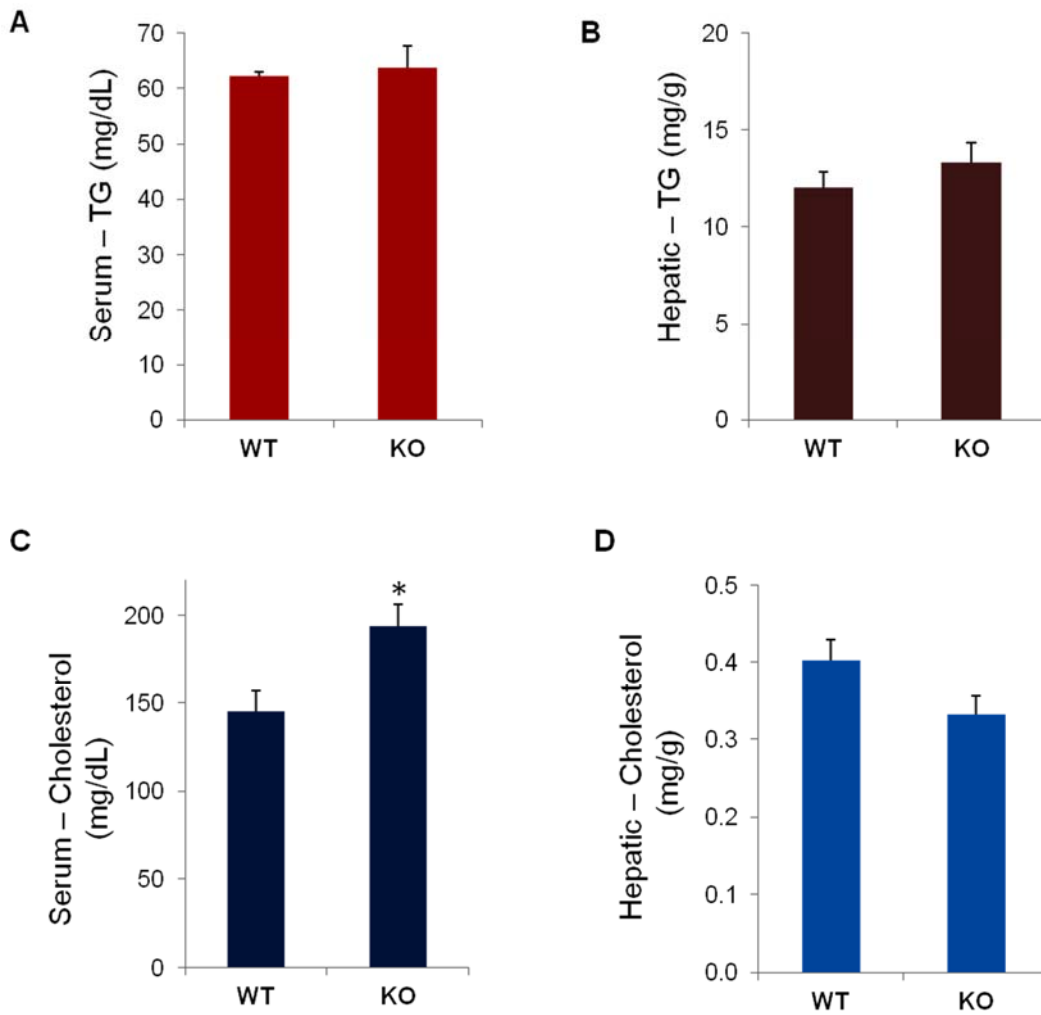 A
Serum – TG (mg/dL)
70
60
50
40
30
20
10
0
WT KO
B
Hepatic – TG (mg/g)
20
15
10
5
0
WT KO
C
Serum – Cholesterol
(mg/dL)
200
150
100
50
0
*
WT KO
D
Hepatic – Cholesterol
(mg/g)
0.5
0.4
0.3
0.2
0.1
0.0
WT KO